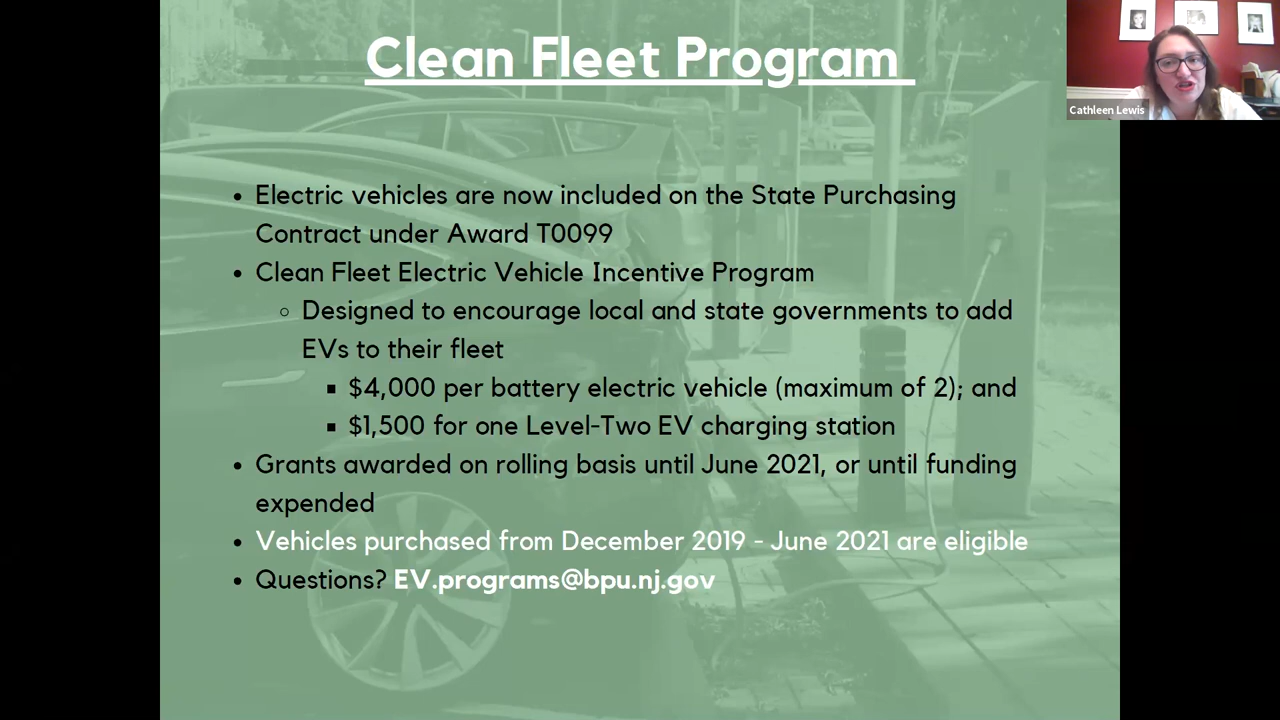 Clean Fleet Program
Cathleen Lewis
• Electric vehicles are now included on the State Purchasing
Contract under Award T0099
• Clean Fleet Electric Vehicle Incentive Program
○ Designed to encourage local and state governments to add
EVs to their fleet
▪ $4,000 per battery electric vehicle (maximum of 2); and
▪ $1,500 for one Level-Two EV charging station
• Grants awarded on rolling basis until June 2021, or until funding
expended
• Vehicles purchased from December 2019 - June 2021 are eligible
• Questions? EV.programs@bpu.nj.gov